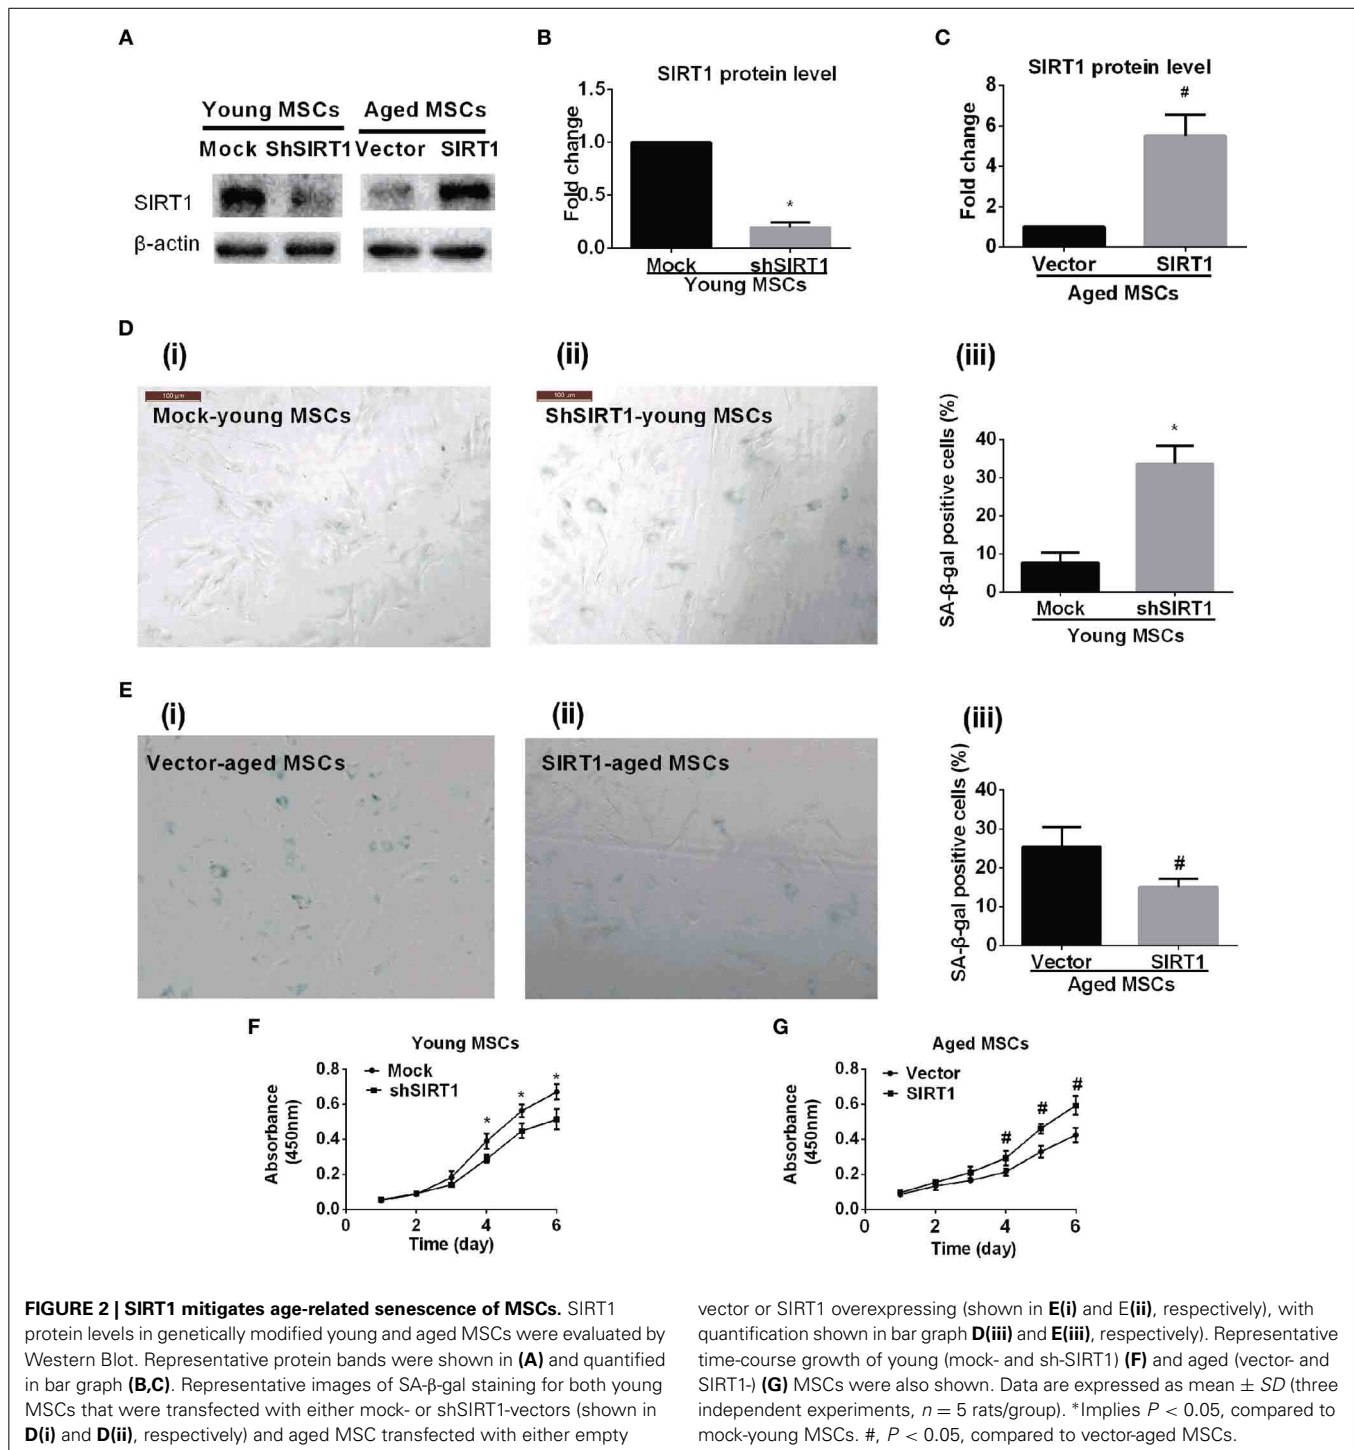 A
Young MSCs
Aged MSCs
Mock ShSIRT1 Vector SIRT1
SIRT1
β-actin
B
SIRT1 protein level
Fold change
1.5
1.0
0.5
0.0
*
Mock shSIRT1
Young MSCs
C
SIRT1 protein level
Fold change
8
6
4
2
0
#
Vector SIRT1
Aged MSCs
D
(i)
100 µm
Mock-young MSCs
(ii)
100 µm
ShSIRT1-young MSCs
(iii)
SA-β-gal positive cells (%)
40
30
20
10
0
*
Mock shSIRT1
Young MSCs
E
(i)
Vector-aged MSCs
(ii)
SIRT1-aged MSCs
(iii)
SA-β-gal positive cells (%)
40
30
20
10
0
#
Vector SIRT1
Aged MSCs
F
Young MSCs
Absorbance
(450nm)
0.8
0.6
0.4
0.2
0.0
Mock
shSIRT1
* * *
0 2 4 6
Time (day)
G
Aged MSCs
Absorbance
(450nm)
0.8
0.6
0.4
0.2
0.0
Vector
SIRT1
# # #
0 2 4 6
Time (day)
FIGURE 2 | SIRT1 mitigates age-related senescence of MSCs. SIRT1
protein levels in genetically modified young and aged MSCs were evaluated by
Western Blot. Representative protein bands were shown in (A) and quantified
in bar graph (B,C). Representative images of SA-β-gal staining for both young
MSCs that were transfected with either mock- or shSIRT1-vectors (shown in
D(i) and D(ii), respectively) and aged MSC transfected with either empty
vector or SIRT1 overexpressing (shown in E(i) and E(ii), respectively), with
quantification shown in bar graph D(iii) and E(iii), respectively). Representative
time-course growth of young (mock- and sh-SIRT1) (F) and aged (vector- and
SIRT1-) (G) MSCs were also shown. Data are expressed as mean ± SD (three
independent experiments, n = 5 rats/group). *Implies P < 0.05, compared to
mock-young MSCs. #, P < 0.05, compared to vector-aged MSCs.